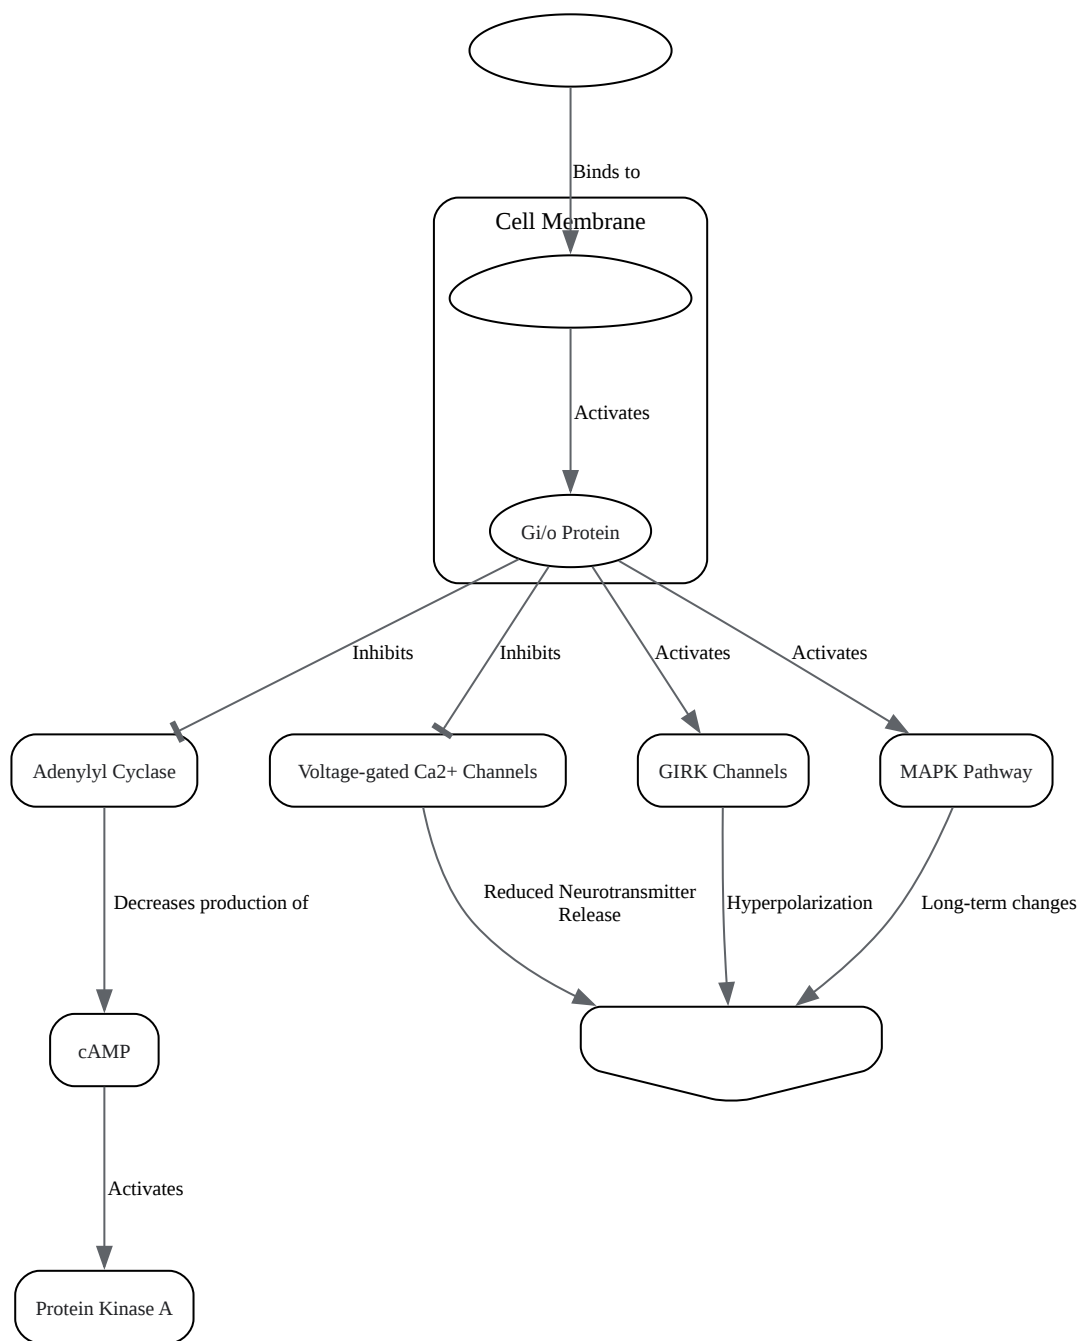 Binds to
Cell Membrane
Activates
Gi/o Protein
Inhibits
Inhibits
Activates
Activates
Adenylyl Cyclase
Voltage-gated Ca2+ Channels
GIRK Channels
MAPK Pathway
Decreases production of
Reduced Neurotransmitter
Release
Hyperpolarization
Long-term changes
cAMP
Activates
Protein Kinase A